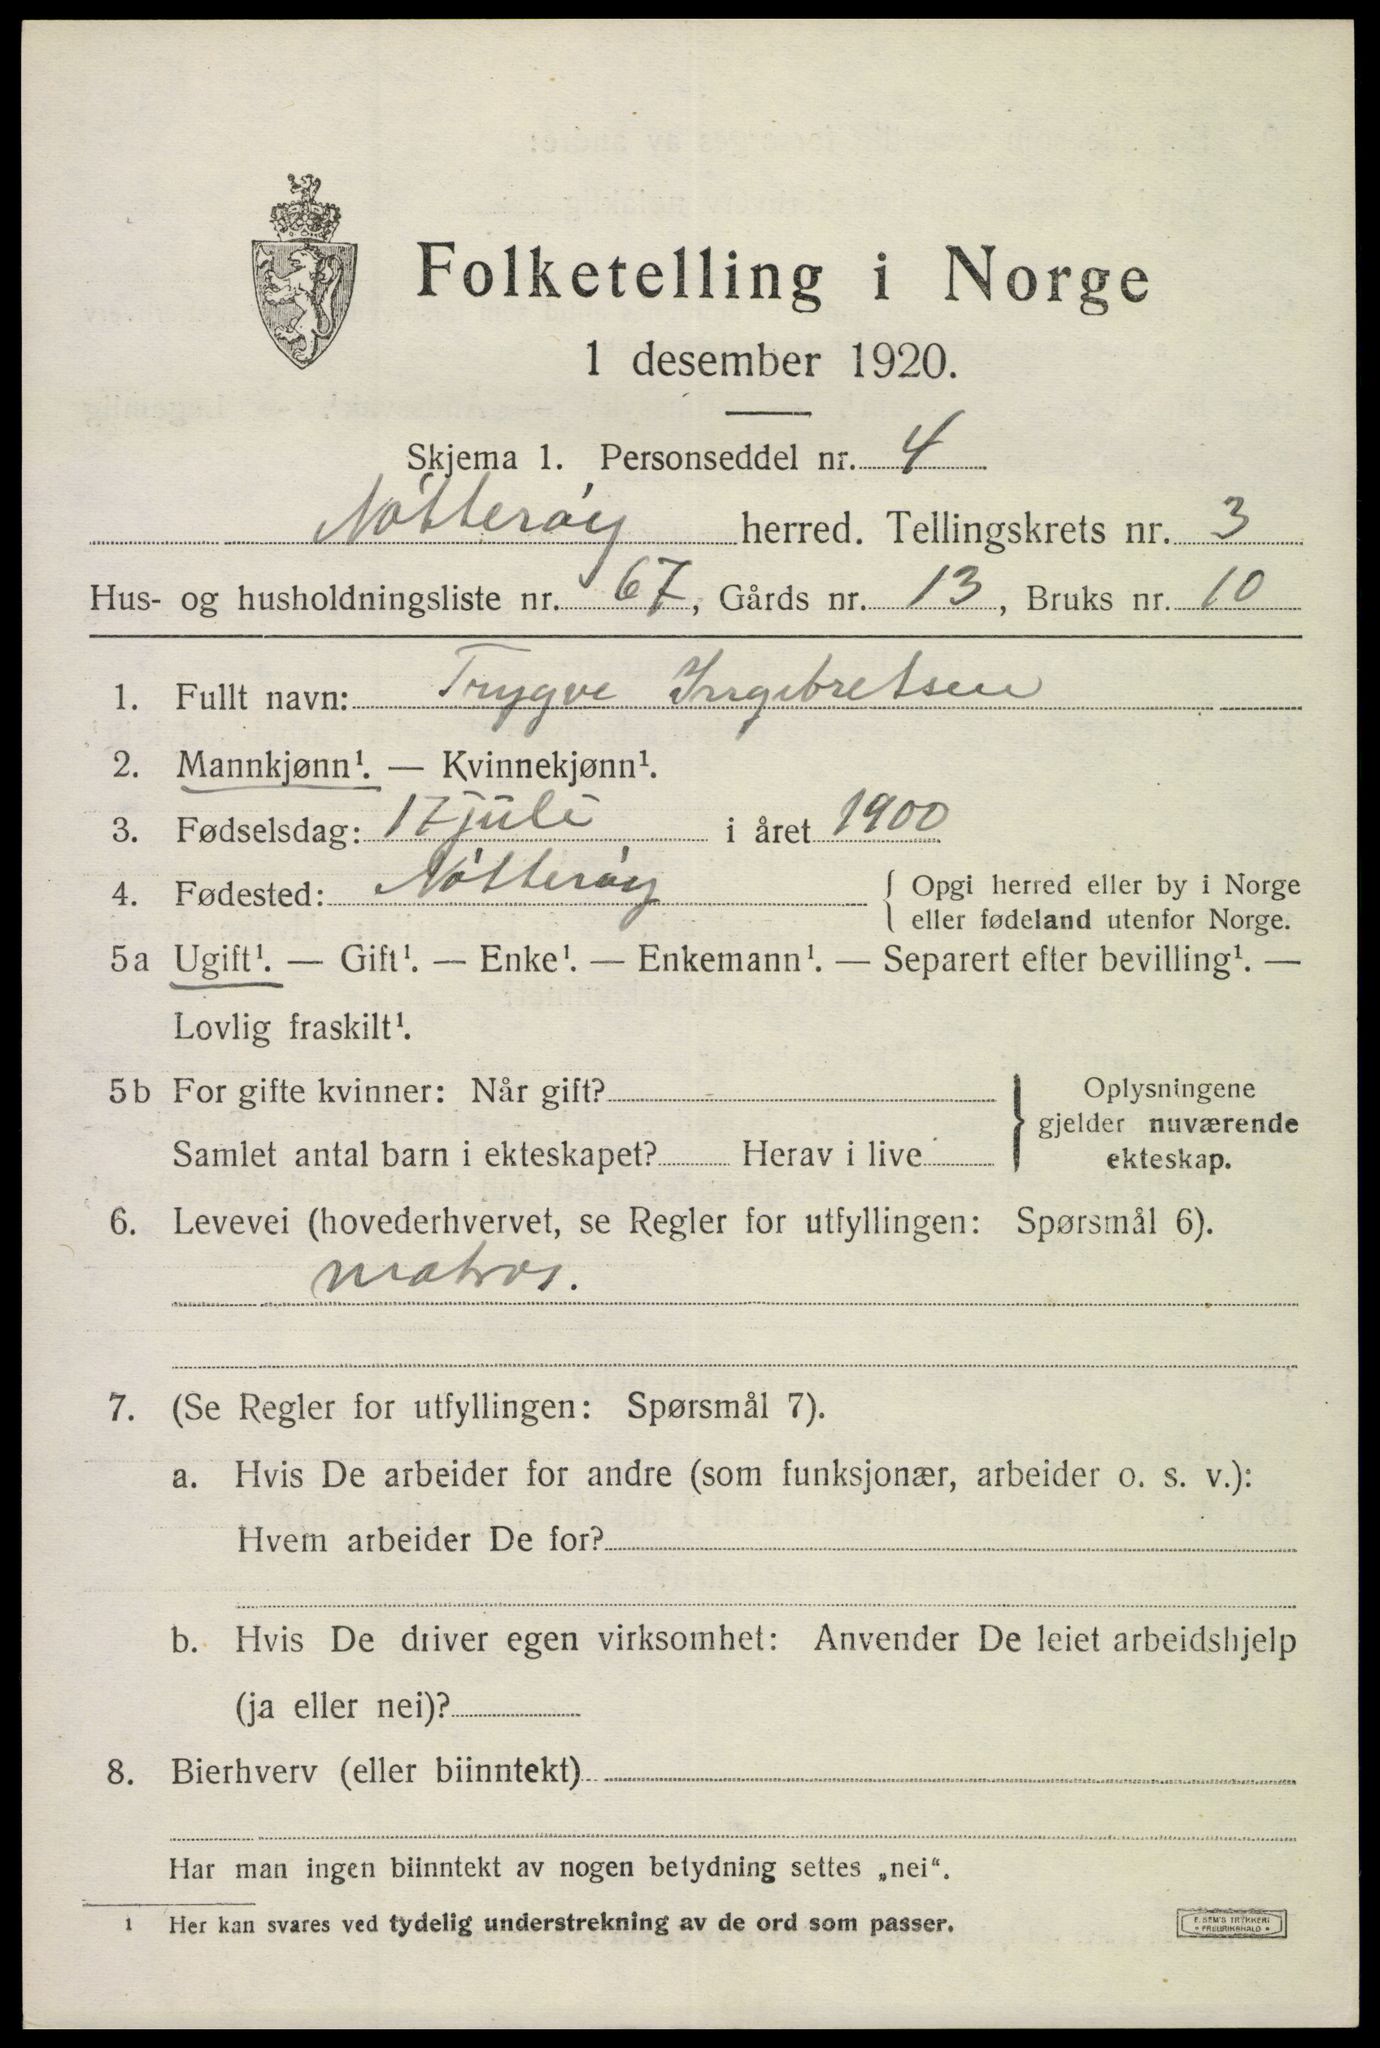 Folketelling i Norge
1 desember 1920.
Skjema 1. Personseddel nr. 4
Nøtterøy herred. Tellingskrets nr. 3
Hus- og husholdningsliste nr. 67, Gårds nr. 13, Bruks nr. 10
1. Fullt navn: Trygve Ingebretsen
2. Mannkjønn¹. — Kvinnekjønn¹.
3. Fødselsdag: 17 juli i året 1900
4. Fødested: Nøtterøy { Opgi herred eller by i Norge
eller fødeland utenfor Norge.
5a Ugift¹. — Gift¹. — Enke¹. — Enkemann¹. — Separert efter bevilling¹. —
Lovlig fraskilt¹.
5b For gifte kvinner: Når gift?
Samlet antal barn i ekteskapet? Herav i live
} Oplysningene
gjelder nuværende
ekteskap.
6. Levevei (hovederhvervet, se Regler for utfyllingen: Spørsmål 6).
matros.
7. (Se Regler for utfyllingen: Spørsmål 7).
a. Hvis De arbeider for andre (som funksjonær, arbeider o. s. v.):
Hvem arbeider De for?
b. Hvis De driver egen virksomhet: Anvender De leiet arbeidshjelp
(ja eller nei)?
8. Bierhverv (eller biinntekt)
Har man ingen biinntekt av nogen betydning settes „nei“.
1 Her kan svares ved tydelig understrekning av de ord som passer.
E. SEM'S TRYKKERI
• FREDRIKSHALD •